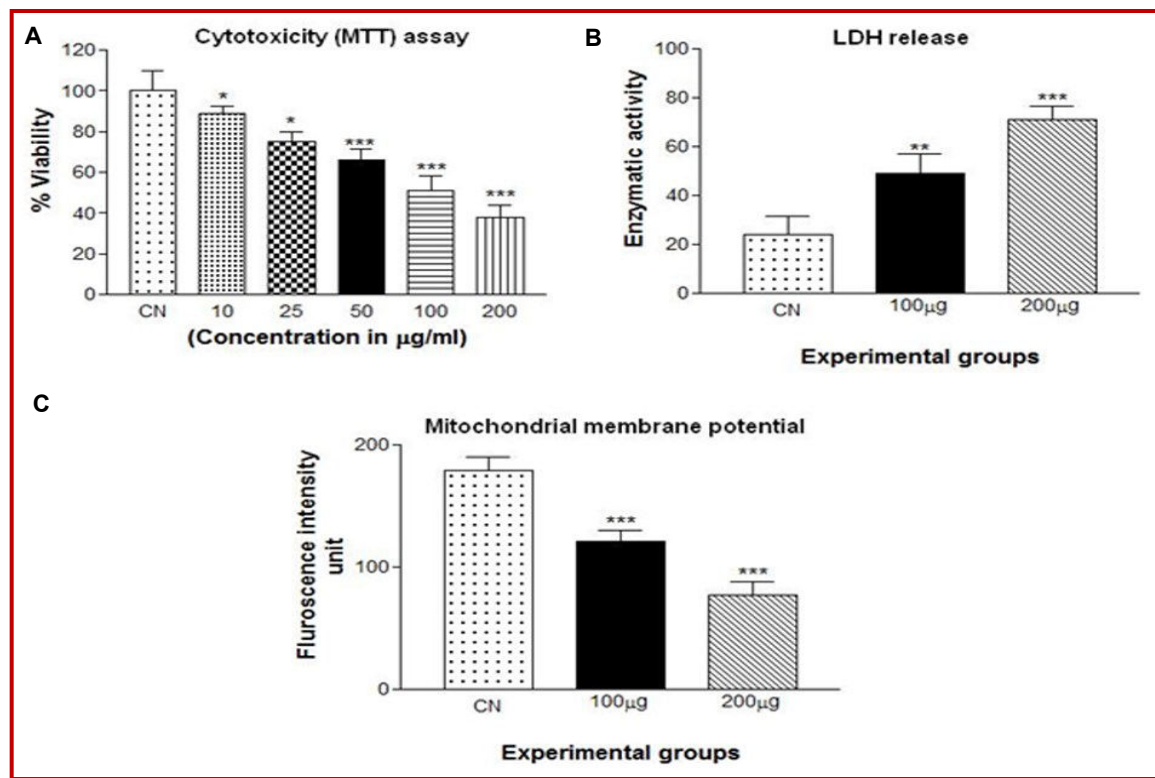 A
Cytotoxicity (MTT) assay
% Viability
120
100
80
60
40
20
0
*
*
***
***
***
CN 10 25 50 100 200
(Concentration in μg/ml)
B
LDH release
Enzymatic activity
80
60
40
20
0
**
***
CN 100μg 200μg
Experimental groups
C
Mitochondrial membrane potential
Fluroscence intensity
unit
200
100
0
***
***
CN 100μg 200μg
Experimental groups